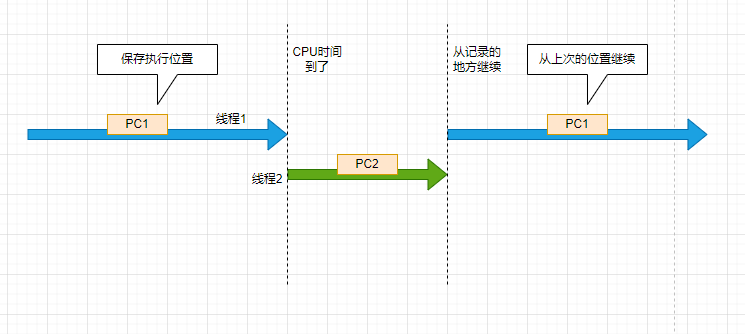 保存执行位置
CPU时间
到了
从记录的
地方继续
从上次的位置继续
PC1
线程1
PC1
线程2
PC2